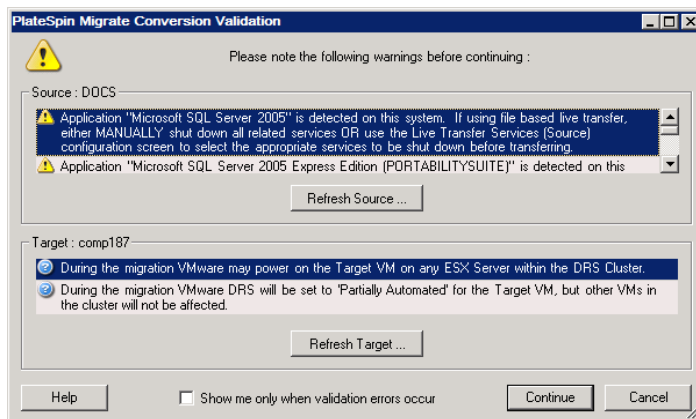 PlateSpin Migrate Conversion Validation
Please note the following warnings before continuing :
Source : DOCS
Application "Microsoft SQL Server 2005" is detected on this system. If using file based live transfer,
either MANUALLY shut down all related services OR use the Live Transfer Services (Source)
configuration screen to select the appropriate services to be shut down before transferring.
Application "Microsoft SQL Server 2005 Express Edition (PORTABILITYSUITE)" is detected on this
Refresh Source ...
Target : comp187
During the migration VMware may power on the Target VM on any ESX Server within the DRS Cluster.
During the migration VMware DRS will be set to 'Partially Automated' for the Target VM, but other VMs in
the cluster will not be affected.
Refresh Target ...
Help
Show me only when validation errors occur
Continue
Cancel